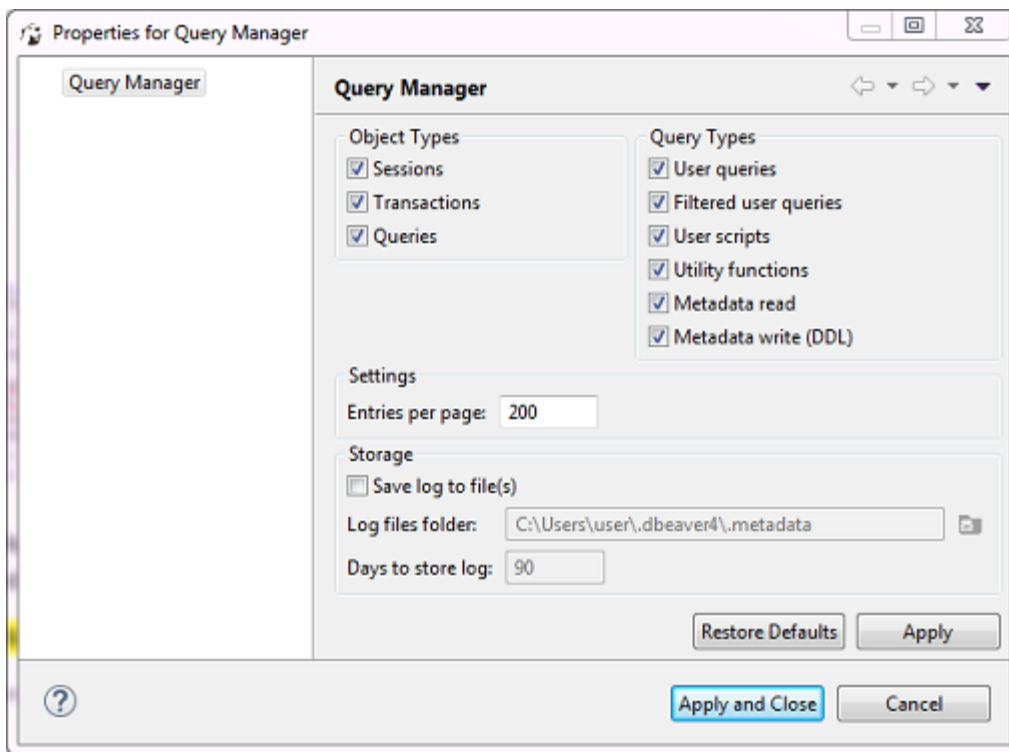 Properties for Query Manager
Query Manager
Query Manager
Object Types
Sessions
Transactions
Queries
Query Types
User queries
Filtered user queries
User scripts
Utility functions
Metadata read
Metadata write (DDL)
Settings
Entries per page: 200
Storage
Save log to file(s)
Log files folder: C:\Users\user\.dbeaver4\.metadata
Days to store log: 90
Restore Defaults Apply
? Apply and Close Cancel